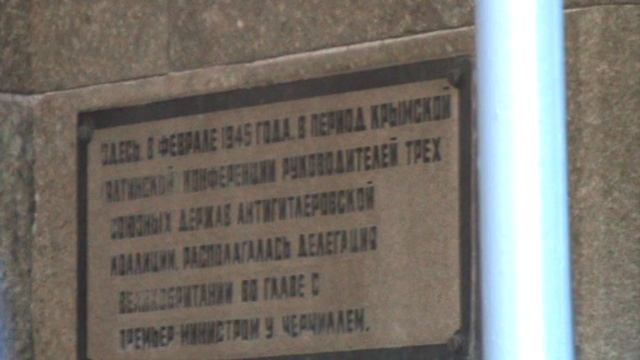 ЗДЕСЬ, В ФЕВРАЛЕ 1945 ГОДА, В ПЕРИОД КРЫМСКОЙ
(ЯЛТИНСКОЙ) КОНФЕРЕНЦИИ РУКОВОДИТЕЛЕЙ ТРЕХ
СОЮЗНЫХ ДЕРЖАВ АНТИГИТЛЕРОВСКОЙ
КОАЛИЦИИ, РАСПОЛАГАЛАСЬ ДЕЛЕГАЦИЯ
ВЕЛИКОБРИТАНИИ ВО ГЛАВЕ С
ПРЕМЬЕР-МИНИСТРОМ У. ЧЕРЧИЛЛЕМ.